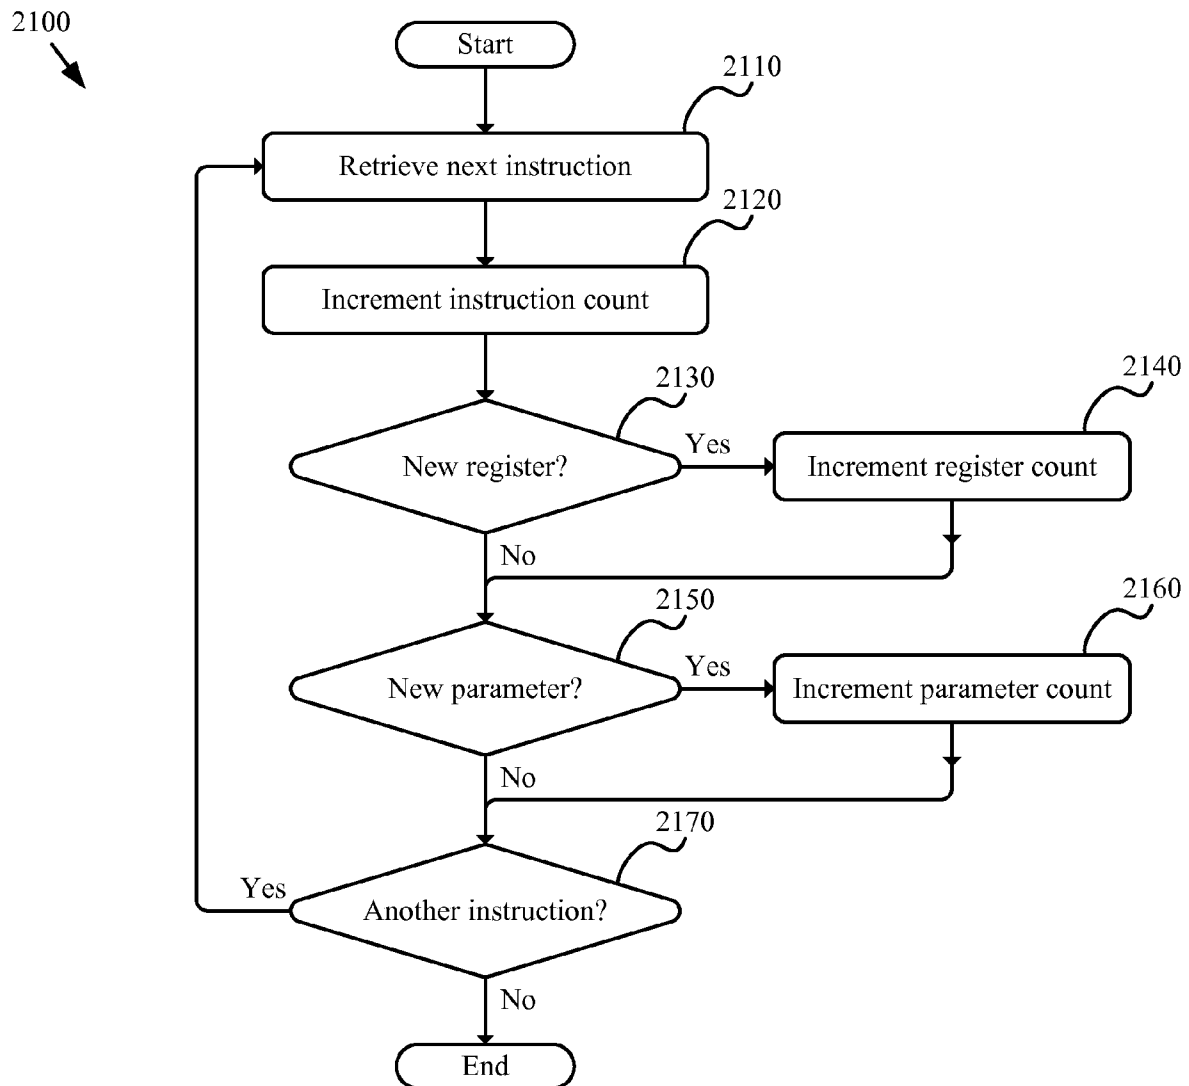 2100
Start
2110
Retrieve next instruction
2120
Increment instruction count
2130
2140
New register?
Yes
Increment register count
No
2150
2160
New parameter?
Yes
Increment parameter count
No
2170
Yes
Another instruction?
No
End